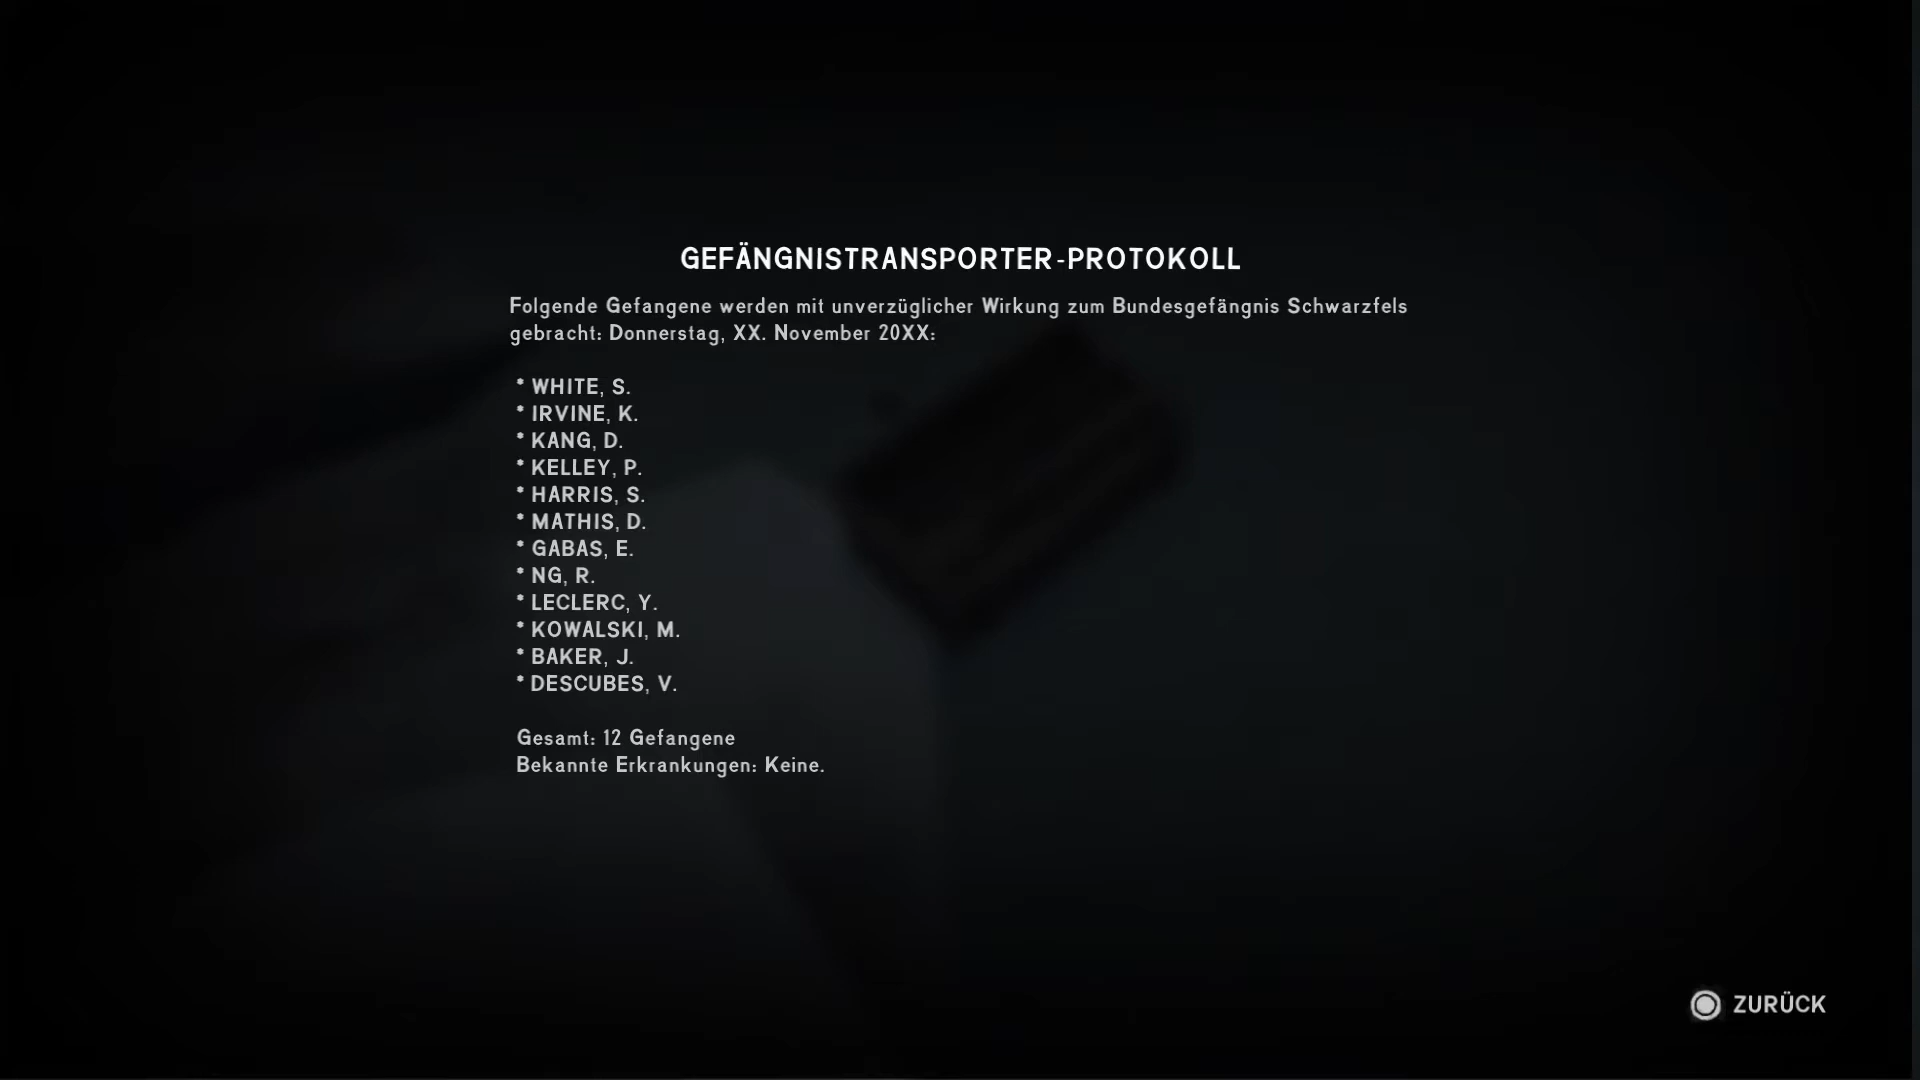 GEFÄNGNISTRANSPORTER-PROTOKOLL
Folgende Gefangene werden mit unverzüglicher Wirkung zum Bundesgefängnis Schwarzfels
gebracht: Donnerstag, XX. November 20XX:
* WHITE, S.
* IRVINE, K.
* KANG, D.
* KELLEY, P.
* HARRIS, S.
* MATHIS, D.
* GABAS, E.
* NG, R.
* LECLERC, Y.
* KOWALSKI, M.
* BAKER, J.
* DESCUBES, V.
Gesamt: 12 Gefangene
Bekannte Erkrankungen: Keine.
ZURÜCK